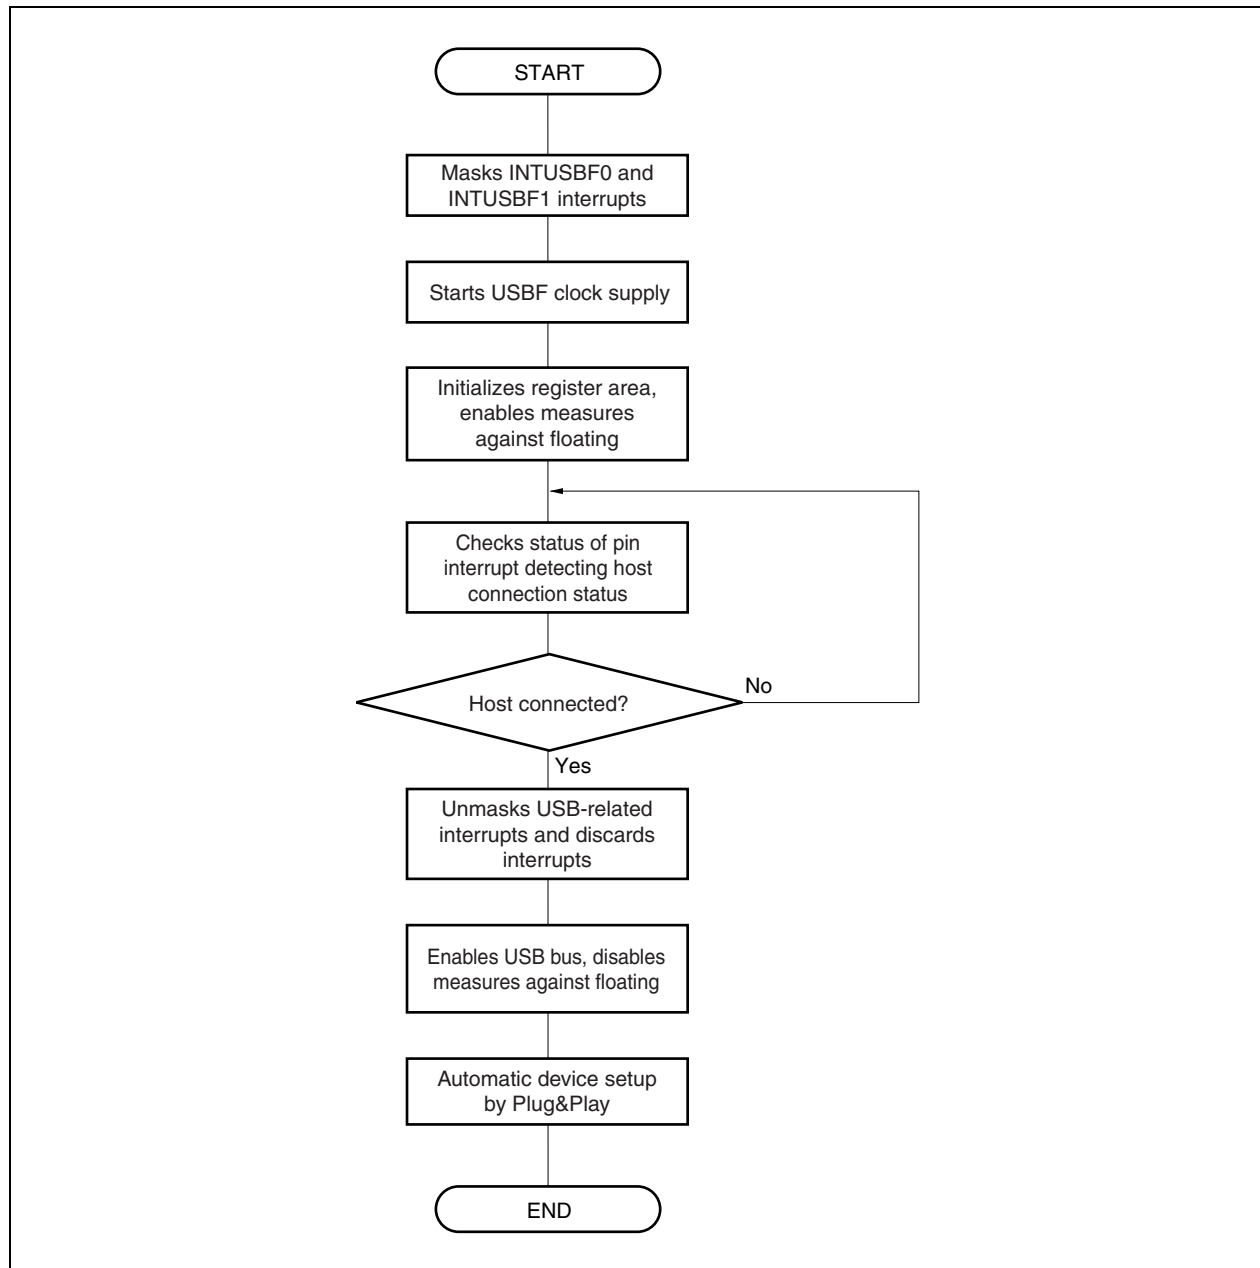 START
Masks INTUSBF0 and
INTUSBF1 interrupts
Starts USBF clock supply
Initializes register area,
enables measures
against floating
Checks status of pin
interrupt detecting host
connection status
Host connected?
No
Yes
Unmasks USB-related
interrupts and discards
interrupts
Enables USB bus, disables
measures against floating
Automatic device setup
by Plug&Play
END